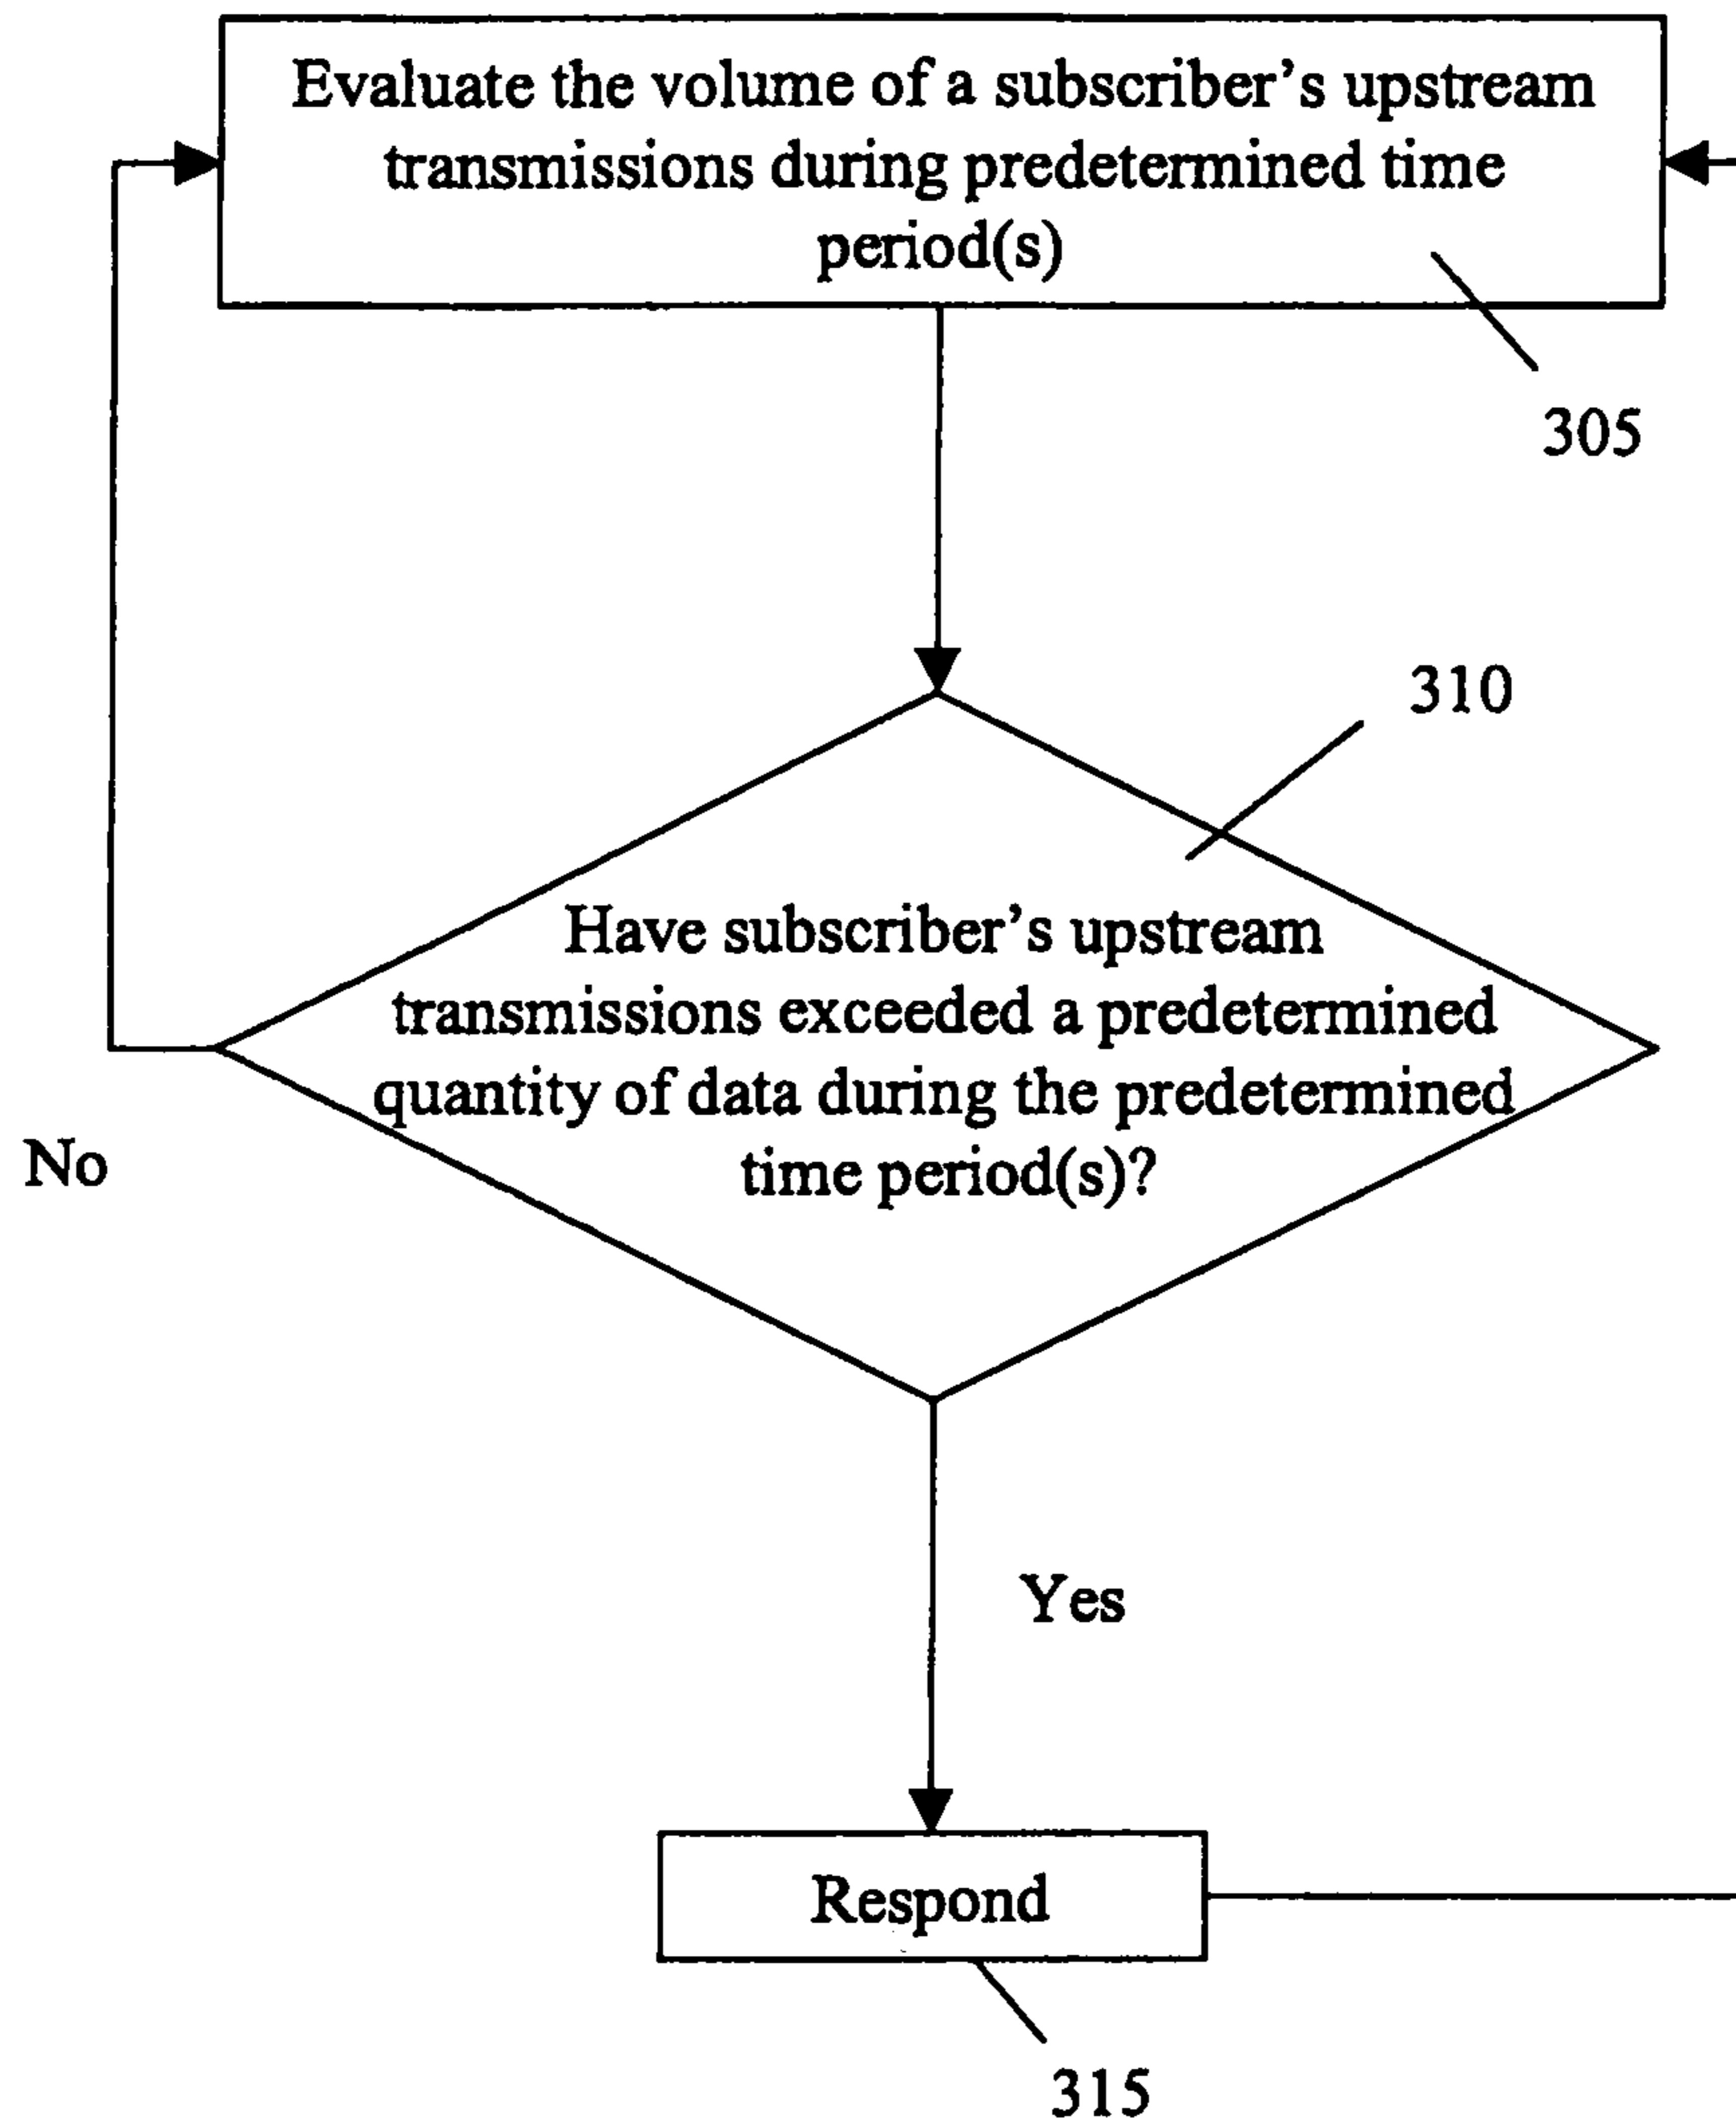 Evaluate the volume of a subscriber's upstream
transmissions during predetermined time
period(s)
305
310
Have subscriber's upstream
transmissions exceeded a predetermined
quantity of data during the predetermined
time period(s)?
No
Yes
Respond
315